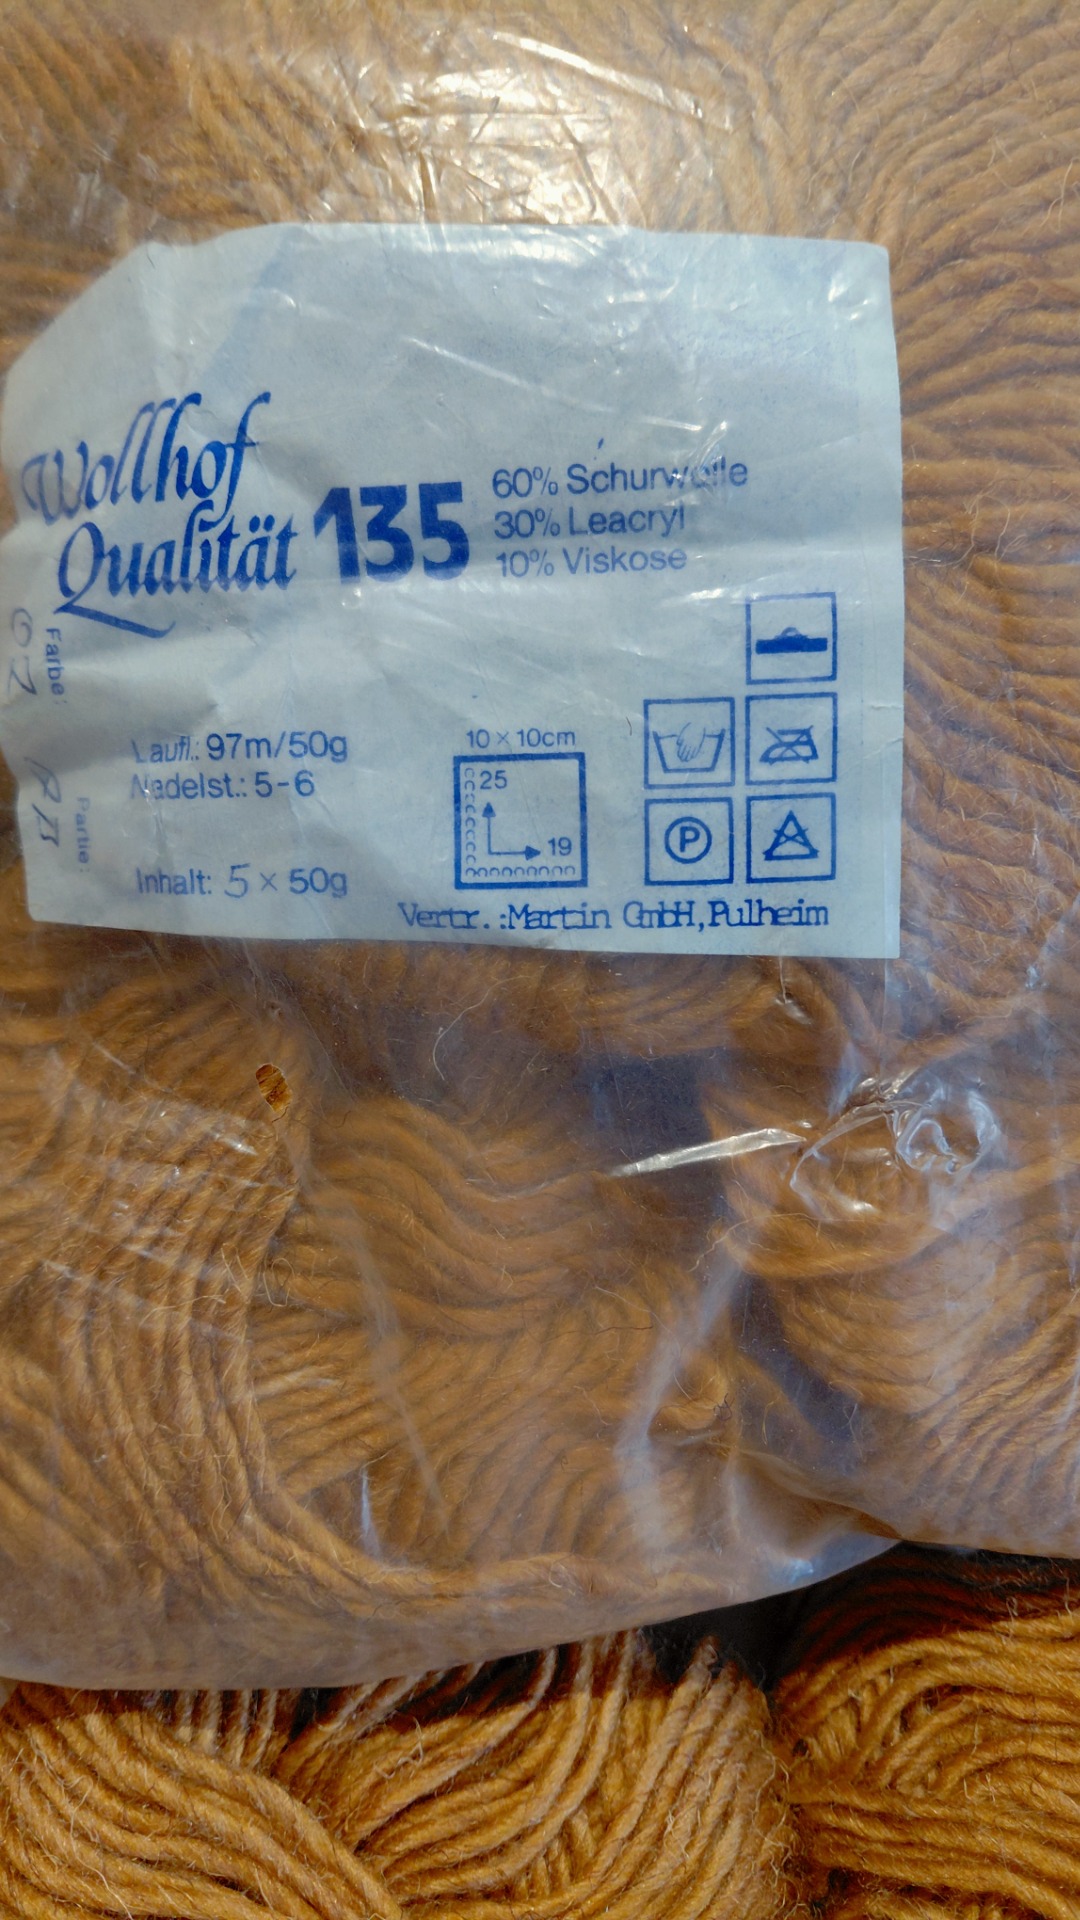 Wollhof
Qualität 135
60% Schurwolle
30% Leacryl
10% Viskose
Farbe:
Partie:
Laufl.: 97m/50g
Nadelst.: 5-6
Inhalt: 5 × 50g
10 × 10cm
25
19
P
Vertr.:Martin GmbH,Pulheim